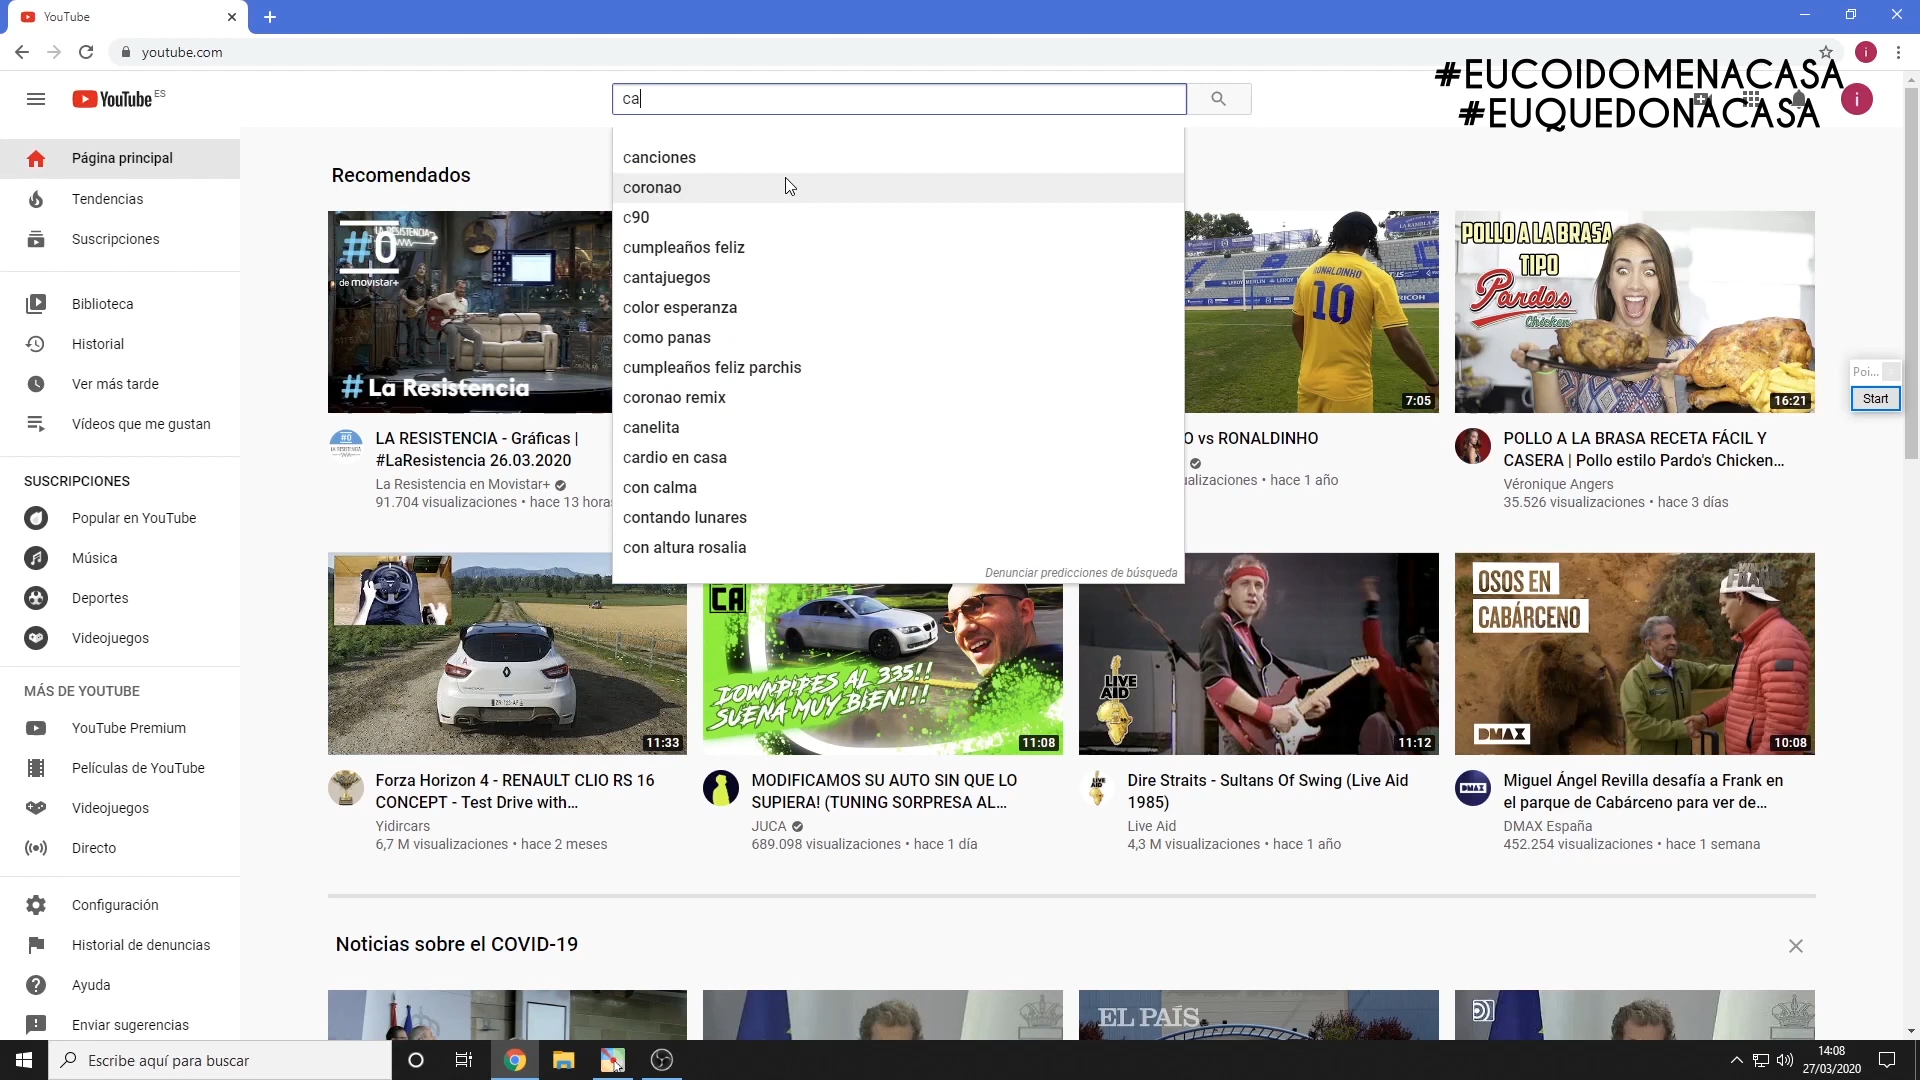 YouTube
youtube.com
#EUCOIDOMENACASA
#EUQUEDONACASA
YouTube ES
ca
i
i
Página principal
Tendencias
Suscripciones
Biblioteca
Historial
Ver más tarde
Vídeos que me gustan
SUSCRIPCIONES
Popular en YouTube
Música
Deportes
Videojuegos
MÁS DE YOUTUBE
YouTube Premium
Películas de YouTube
Videojuegos
Directo
Configuración
Historial de denuncias
Ayuda
Enviar sugerencias
canciones
coronao
c90
cumpleaños feliz
cantajuegos
color esperanza
como panas
cumpleaños feliz parchis
coronao remix
canelita
cardio en casa
con calma
contando lunares
con altura rosalia
Denunciar predicciones de búsqueda
Recomendados
#0
de movistar+
# La Resistencia
LA RESISTENCIA - Gráficas |
#LaResistencia 26.03.2020
La Resistencia en Movistar+
91.704 visualizaciones • hace 13 horas
RONALDINHO
10
7:05
O vs RONALDINHO
ualizaciones • hace 1 año
POLLO A LA BRASA
TIPO
Pardos
Chicken
16:21
POLLO A LA BRASA RECETA FÁCIL Y
CASERA | Pollo estilo Pardo's Chicken...
Véronique Angers
35.526 visualizaciones • hace 3 días
Poi...
Start
11:33
Forza Horizon 4 - RENAULT CLIO RS 16
CONCEPT - Test Drive with...
Yidircars
6,7 M visualizaciones • hace 2 meses
CA
DOWNPIPES AL 335!!
SUENA MUY BIEN!!!
11:08
MODIFICAMOS SU AUTO SIN QUE LO
SUPIERA! (TUNING SORPRESA AL...
JUCA
689.098 visualizaciones • hace 1 día
LIVE
AID
11:12
Dire Straits - Sultans Of Swing (Live Aid
1985)
Live Aid
4,3 M visualizaciones • hace 1 año
OSOS EN
CABÁRCENO
DMAX
10:08
Miguel Ángel Revilla desafía a Frank en
el parque de Cabárceno para ver de...
DMAX España
452.254 visualizaciones • hace 1 semana
Noticias sobre el COVID-19
EL PAÍS
Escribe aquí para buscar
14:08
27/03/2020